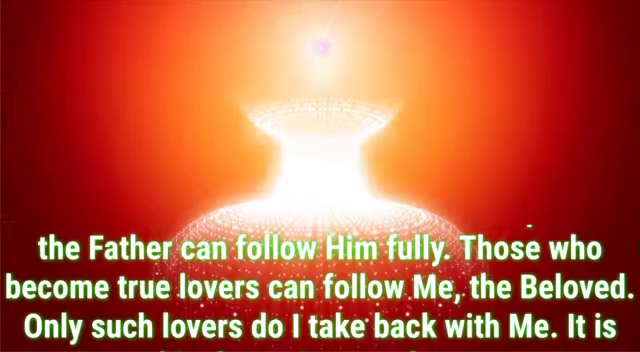 the Father can follow Him fully. Those who
become true lovers can follow Me, the Beloved.
Only such lovers do I take back with Me. It is